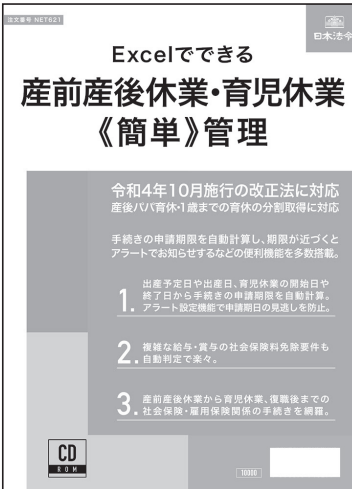 注文番号 NET621
日本法令
Excelでできる
産前産後休業・育児休業
《簡単》管理
令和4年10月施行の改正法に対応
産後パパ育休・1歳までの育休の分割取得に対応
手続きの申請期限を自動計算し、期限が近づくと
アラートでお知らせするなどの便利機能を多数搭載。
1. 出産予定日や出産日、育児休業の開始日や
終了日から手続きの申請期限を自動計算。
アラート設定機能で申請期日の見逃しを防止。
2. 複雑な給与・賞与の社会保険料免除要件も
自動判定で楽々。
3. 産前産後休業から育児休業、復職後までの
社会保険・雇用保険関係の手続きを網羅。
CD
ROM
10000